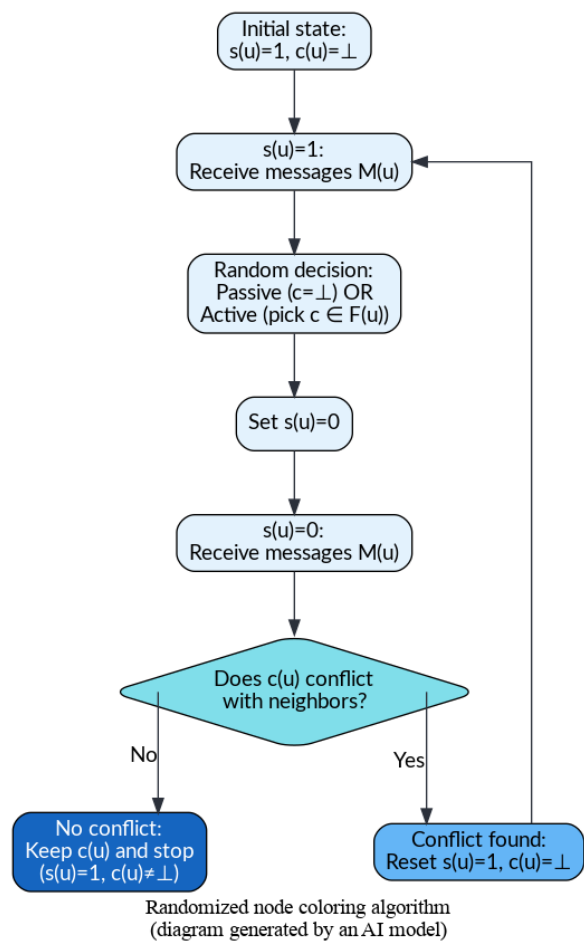 Initial state:
s(u)=1, c(u)=⊥
s(u)=1:
Receive messages M(u)
Random decision:
Passive (c=⊥) OR
Active (pick c ∈ F(u))
Set s(u)=0
s(u)=0:
Receive messages M(u)
Does c(u) conflict
with neighbors?
No
Yes
No conflict:
Keep c(u) and stop
(s(u)=1, c(u)≠⊥)
Conflict found:
Reset s(u)=1, c(u)=⊥
Randomized node coloring algorithm
(diagram generated by an AI model)